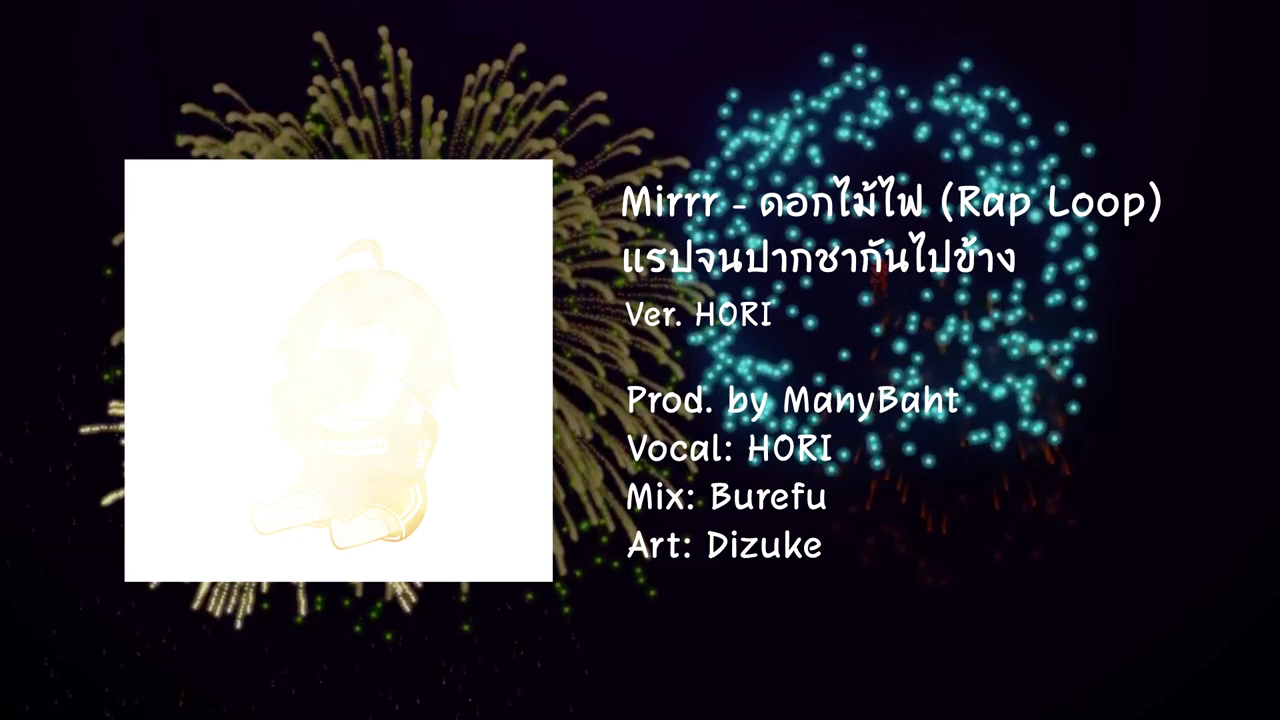 Mirrr - ดอกไม้ไฟ (Rap Loop)
แรปจนปากชากันไปข้าง
Ver. HORI
Prod. by ManyBaht
Vocal: HORI
Mix: Burefu
Art: Dizuke